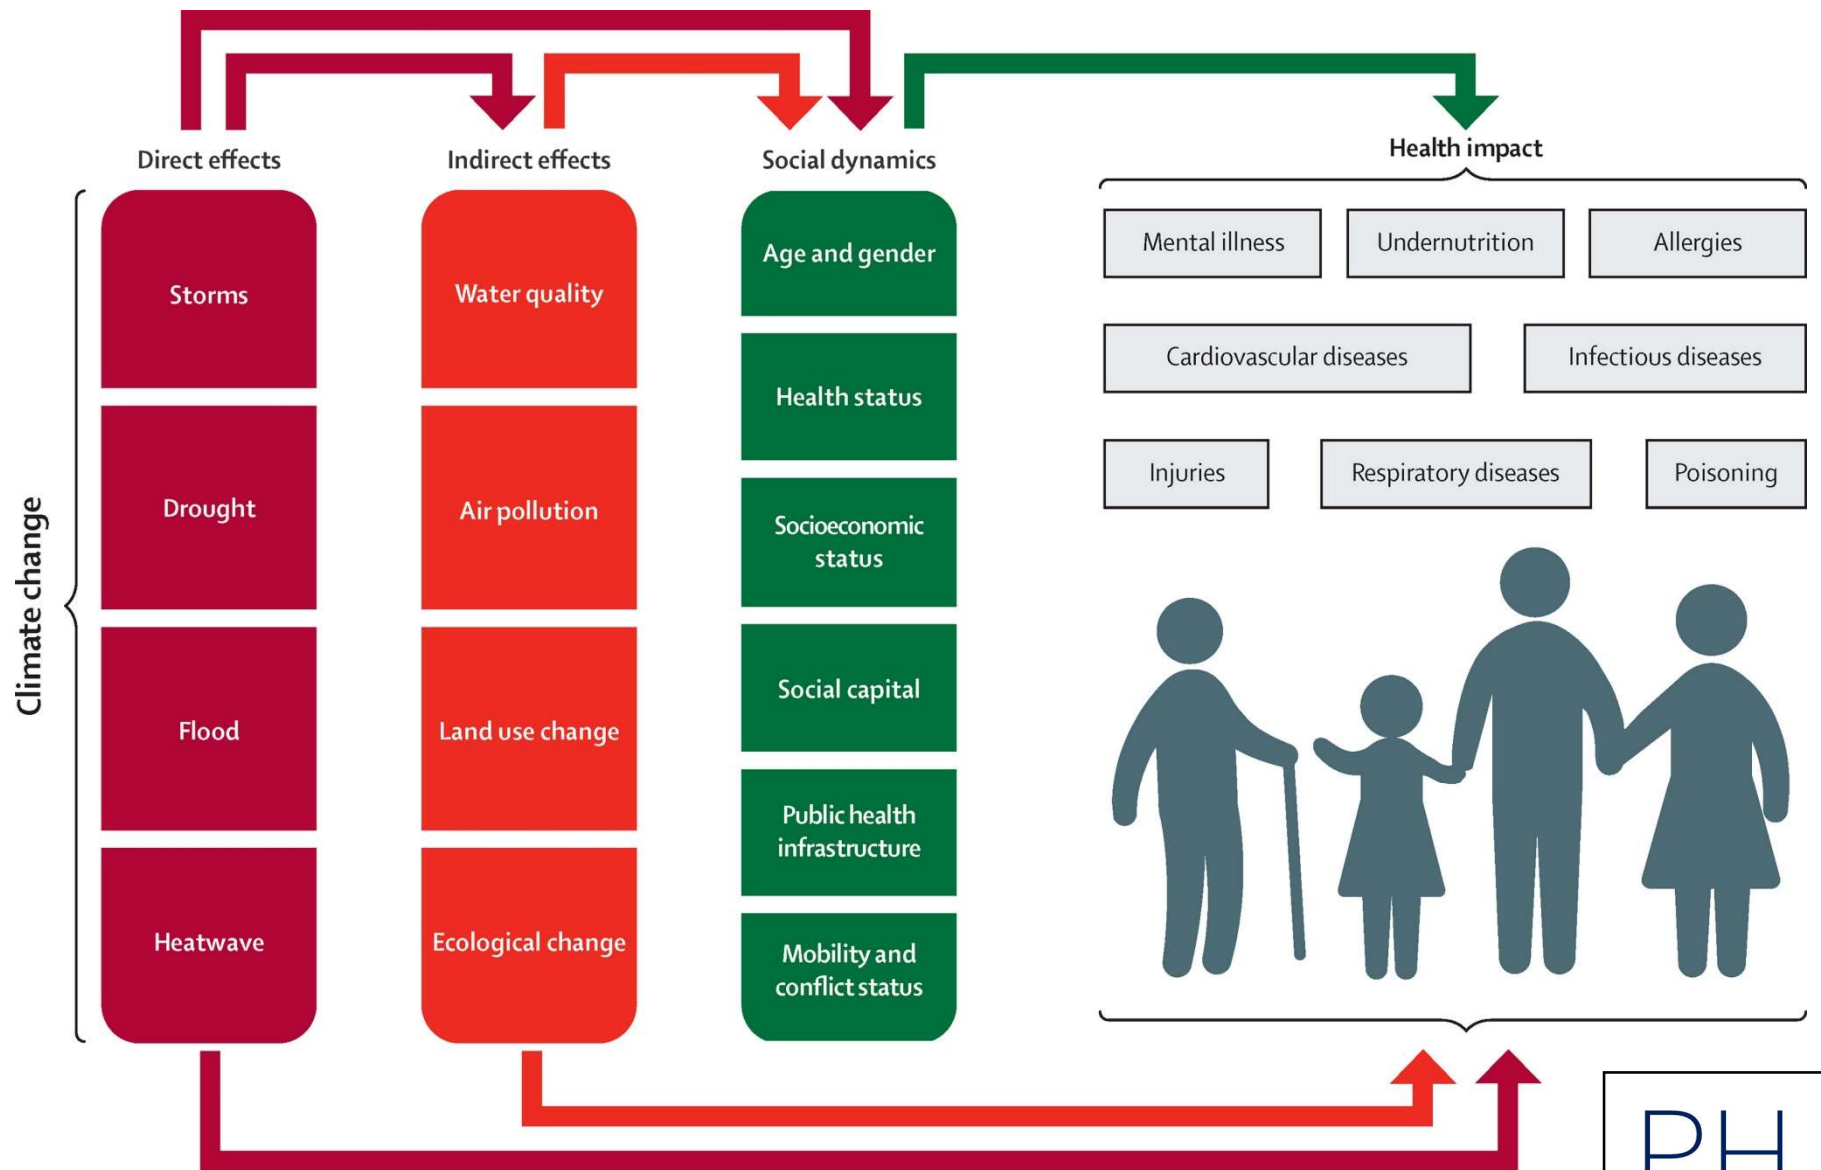 Direct effects
Indirect effects
Social dynamics
Health impact
Climate change
Storms
Drought
Flood
Heatwave
Water quality
Air pollution
Land use change
Ecological change
Age and gender
Health status
Socioeconomic
status
Social capital
Public health
infrastructure
Mobility and
conflict status
Mental illness
Undernutrition
Allergies
Cardiovascular diseases
Infectious diseases
Injuries
Respiratory diseases
Poisoning
PH